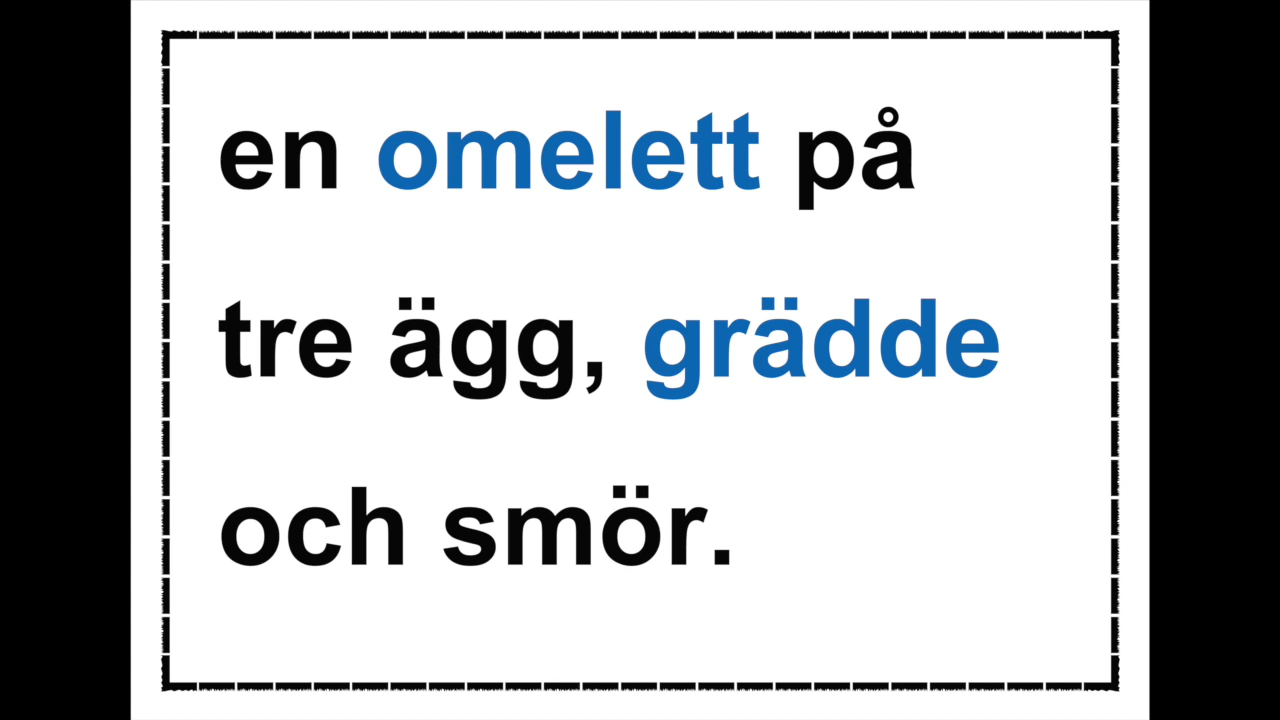 en omelett på
tre ägg, grädde
och smör.